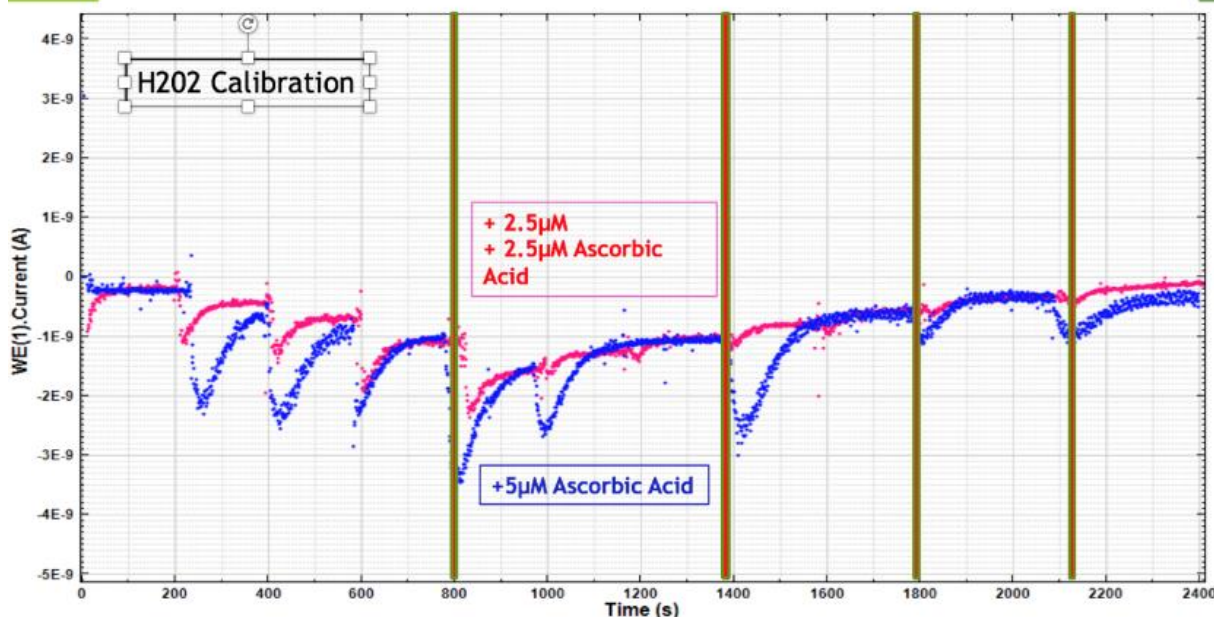 4E-9
3E-9
2E-9
1E-9
0
-1E-9
-2E-9
-3E-9
-4E-9
-5E-9
WE(1).Current (A)
H202 Calibration
+ 2.5µM
+ 2.5µM Ascorbic
Acid
+5µM Ascorbic Acid
0 200 400 600 800 1000 1200 1400 1600 1800 2000 2200 2400
Time (s)